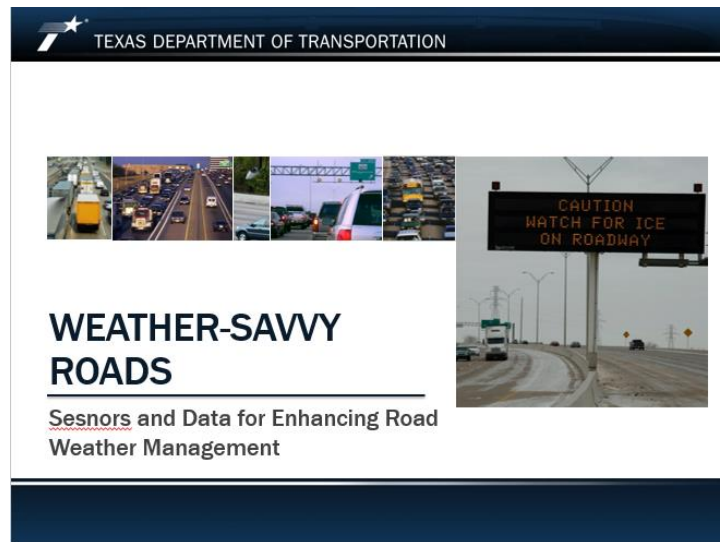 TEXAS DEPARTMENT OF TRANSPORTATION
CAUTION
WATCH FOR ICE
ON ROADWAY
WEATHER-SAVVY
ROADS
Sesnors and Data for Enhancing Road
Weather Management